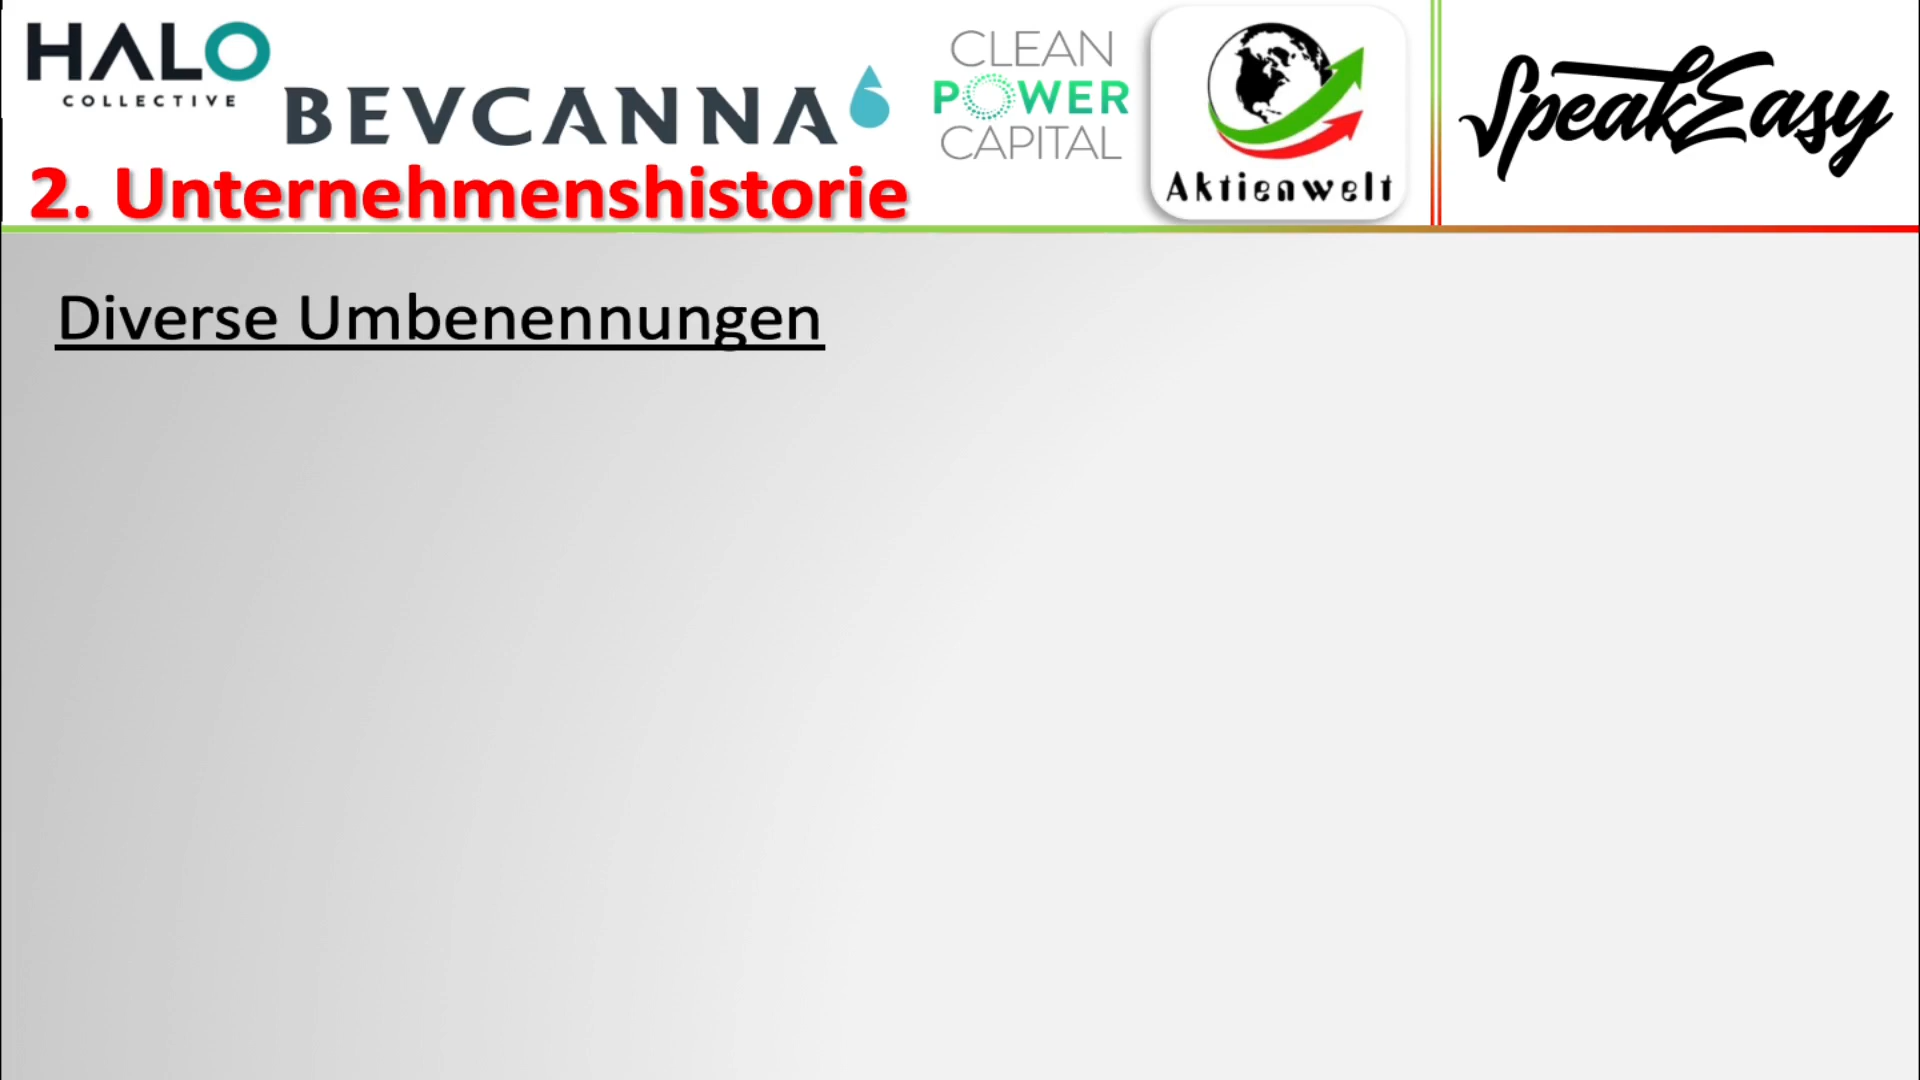 HALO
COLLECTIVE
BEVCANNA
CLEAN
POWER
CAPITAL
Aktienwelt
SpeakEasy
2. Unternehmenshistorie
Diverse Umbenennungen